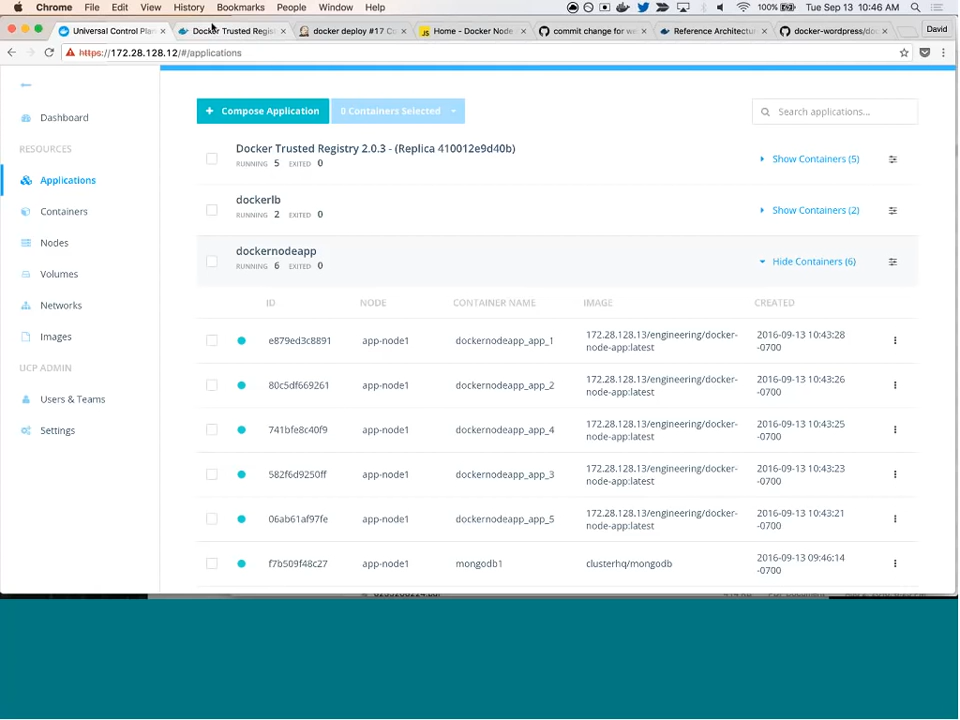 Chrome File Edit View History Bookmarks People Window Help 100% Tue Sep 13 10:46 AM
Universal Control Plan Docker Trusted Regist docker deploy #17 Co JS Home - Docker Node commit change for we Reference Architectur docker-wordpress/doc David
https://172.28.128.12/#/applications
+ Compose Application 0 Containers Selected Search applications...
Dashboard
RESOURCES
Applications
Containers
Nodes
Volumes
Networks
Images
UCP ADMIN
Users & Teams
Settings
Docker Trusted Registry 2.0.3 - (Replica 410012e9d40b)
RUNNING 5 EXITED 0
Show Containers (5)
dockerlb
RUNNING 2 EXITED 0
Show Containers (2)
dockernodeapp
RUNNING 6 EXITED 0
Hide Containers (6)
ID NODE CONTAINER NAME IMAGE CREATED
e879ed3c8891 app-node1 dockernodeapp_app_1 172.28.128.13/engineering/docker-node-app:latest 2016-09-13 10:43:28 -0700
80c5df669261 app-node1 dockernodeapp_app_2 172.28.128.13/engineering/docker-node-app:latest 2016-09-13 10:43:26 -0700
741bfe8c40f9 app-node1 dockernodeapp_app_4 172.28.128.13/engineering/docker-node-app:latest 2016-09-13 10:43:25 -0700
582f6d9250ff app-node1 dockernodeapp_app_3 172.28.128.13/engineering/docker-node-app:latest 2016-09-13 10:43:23 -0700
06ab61af97fe app-node1 dockernodeapp_app_5 172.28.128.13/engineering/docker-node-app:latest 2016-09-13 10:43:21 -0700
f7b509f48c27 app-node1 mongodb1 clusterhq/mongodb 2016-09-13 09:46:14 -0700